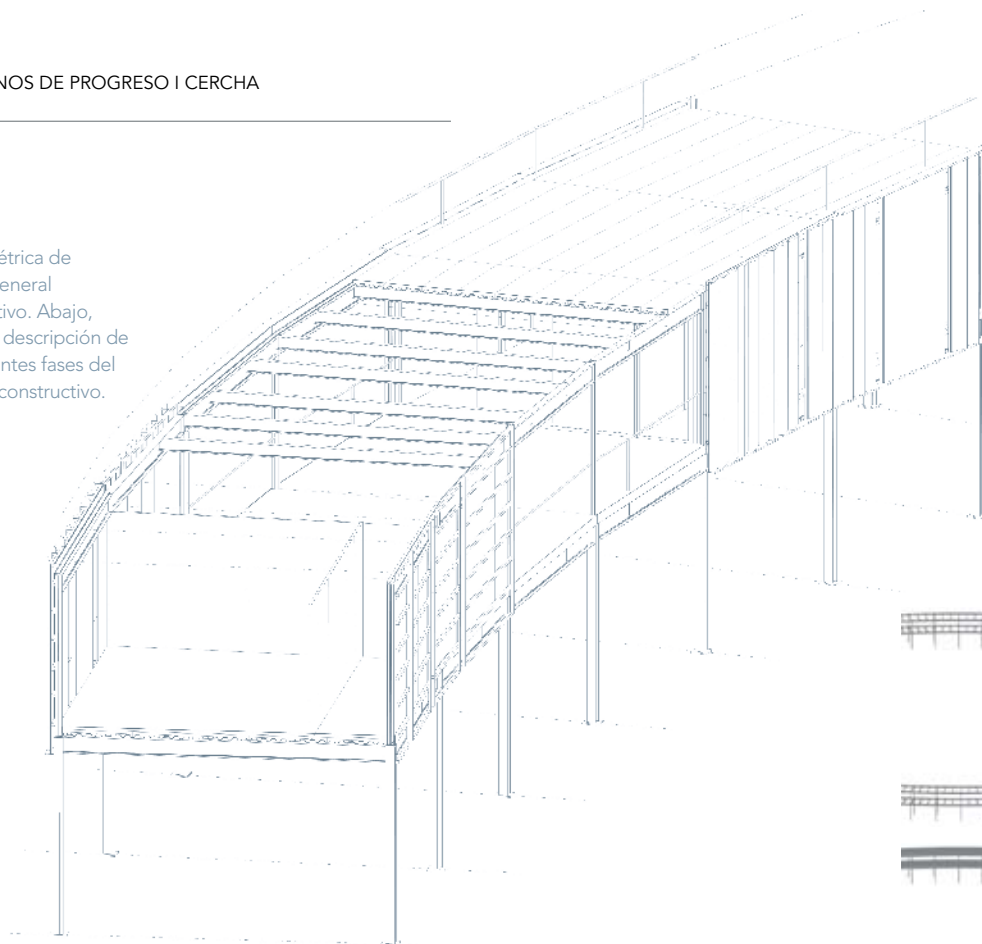 NOS DE PROGRESO I CERCHA
étrica de
eneral
tivo. Abajo,
descripción de
ntes fases del
constructivo.